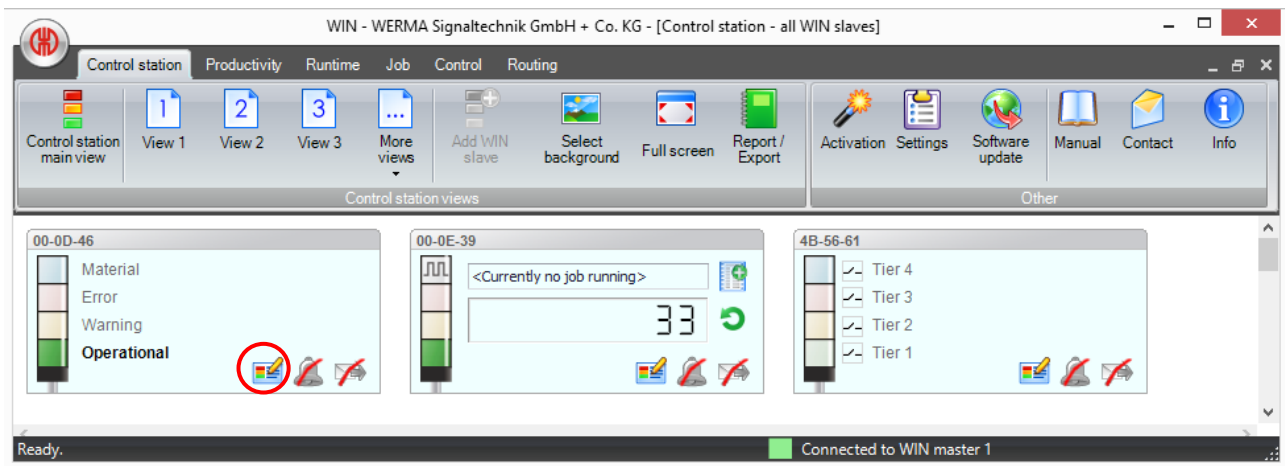 WIN - WERMA Signaltechnik GmbH + Co. KG - [Control station - all WIN slaves]
Control station Productivity Runtime Job Control Routing
Control station
main view
1
View 1
2
View 2
3
View 3
...
More
views
Add WIN
slave
Select
background
Full screen
Report /
Export
Activation
Settings
Software
update
Manual
Contact
Info
Control station views
Other
00-0D-46
Material
Error
Warning
Operational
00-0E-39
<Currently no job running>
33
4B-56-61
Tier 4
Tier 3
Tier 2
Tier 1
Ready.
Connected to WIN master 1